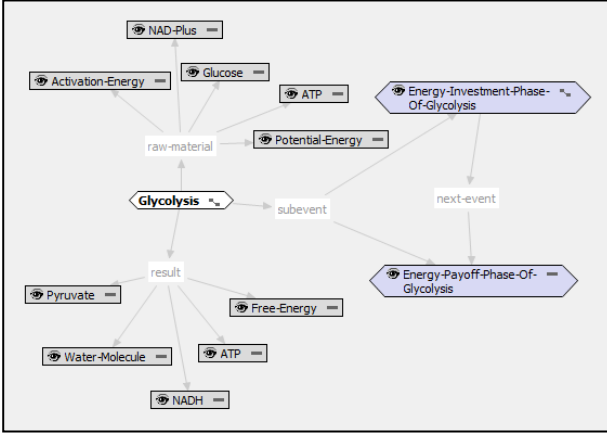 NAD-Plus
Activation-Energy
Glucose
ATP
Energy-Investment-Phase-
Of-Glycolysis
Potential-Energy
raw-material
Glycolysis
subevent
next-event
result
Energy-Payoff-Phase-Of-
Glycolysis
Pyruvate
Free-Energy
Water-Molecule
ATP
NADH